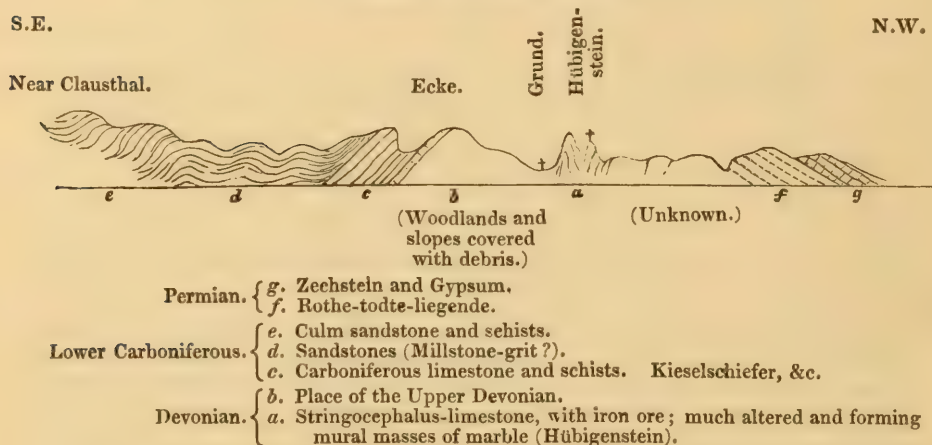 S.E.
N.W.
Near Clausthal.
Ecke.
Grund.
Hübigen-
stein.
e d c b a f g
(Woodlands and
slopes covered
with debris.)
(Unknown.)
Permian. { g. Zechstein and Gypsum.
f. Rothe-todte-liegende.
Lower Carboniferous. { e. Culm sandstone and schists.
d. Sandstones (Millstone-grit ?).
c. Carboniferous limestone and schists. Kieselschiefer, &c.
Devonian. { b. Place of the Upper Devonian.
a. Stringocephalus-limestone, with iron ore ; much altered and forming
mural masses of marble (Hübigenstein).